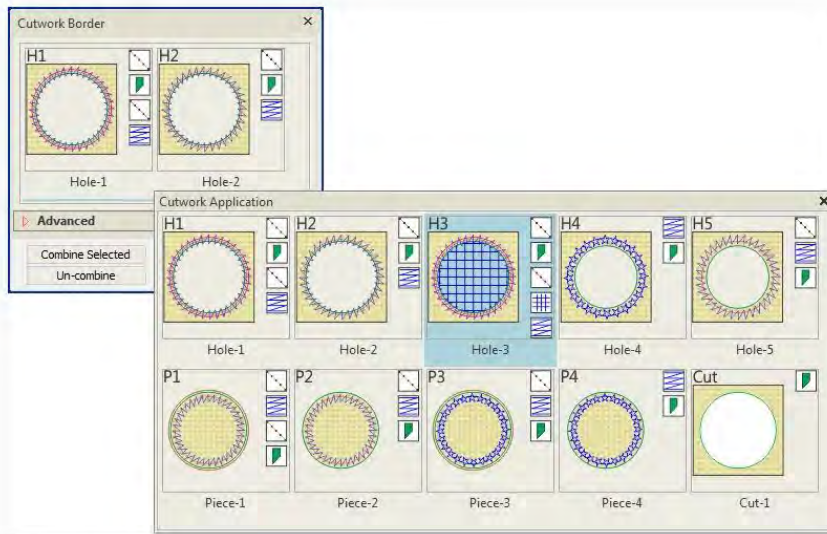 Cutwork Border
H1 H2
Hole-1 Hole-2
Advanced
Combine Selected
Un-combine
Cutwork Application
H1 H2 H3 H4 H5
Hole-1 Hole-2 Hole-3 Hole-4 Hole-5
P1 P2 P3 P4 Cut
Piece-1 Piece-2 Piece-3 Piece-4 Cut-1